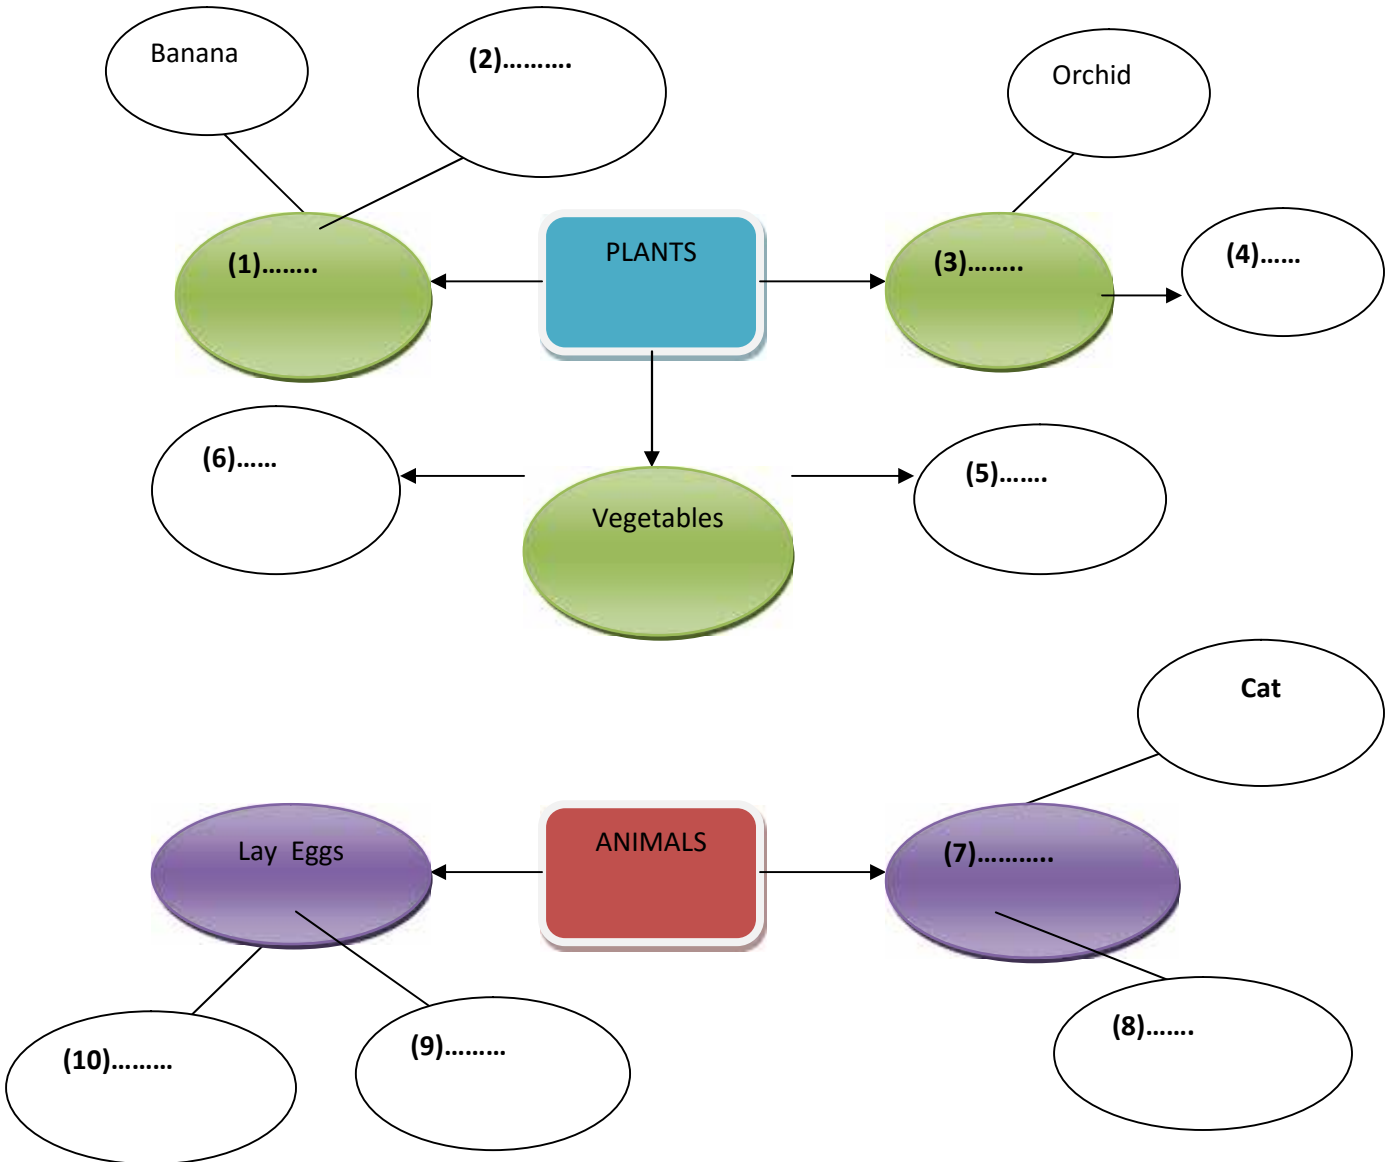 Banana
(2)……….
Orchid
(1)……..
PLANTS
(3)……..
(4)……
(6)……
Vegetables
(5)…….
Cat
Lay Eggs
ANIMALS
(7)………..
(10)………
(9)………
(8)…….